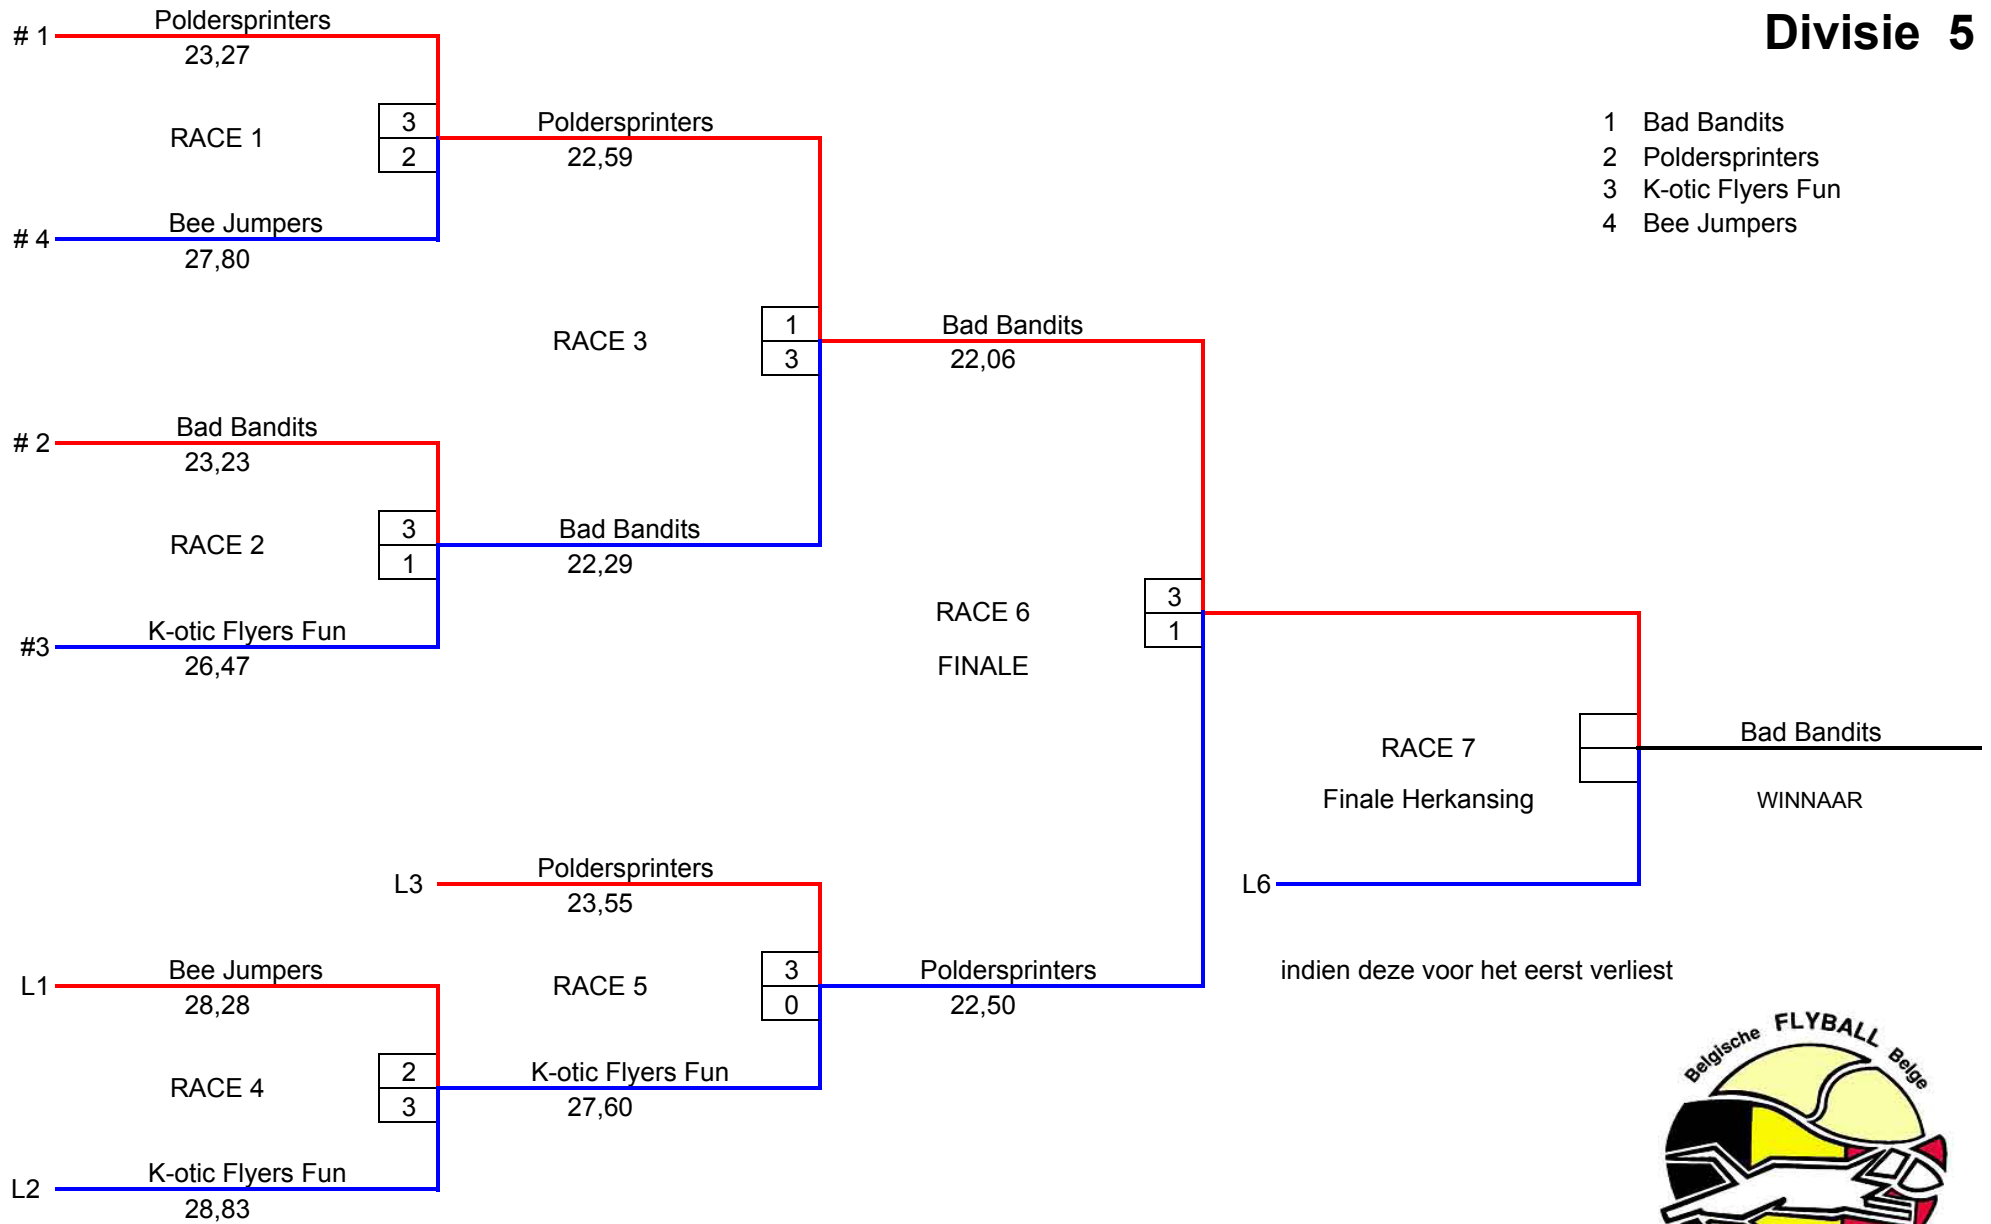 Divisie 5
Poldersprinters
# 1
23,27
RACE 1
3
2
Poldersprinters
22,59
Bee Jumpers
# 4
27,80
1 Bad Bandits
2 Poldersprinters
3 K-otic Flyers Fun
4 Bee Jumpers
RACE 3
1
3
Bad Bandits
22,06
Bad Bandits
# 2
23,23
RACE 2
3
1
Bad Bandits
22,29
K-otic Flyers Fun
#3
26,47
RACE 6
3
1
FINALE
RACE 7
Finale Herkansing
Bad Bandits
WINNAAR
L3
Poldersprinters
23,55
L6
RACE 5
3
0
Poldersprinters
22,50
indien deze voor het eerst verliest
Bee Jumpers
L1
28,28
RACE 4
2
3
K-otic Flyers Fun
27,60
K-otic Flyers Fun
L2
28,83
Belgische FLYBALL Belge